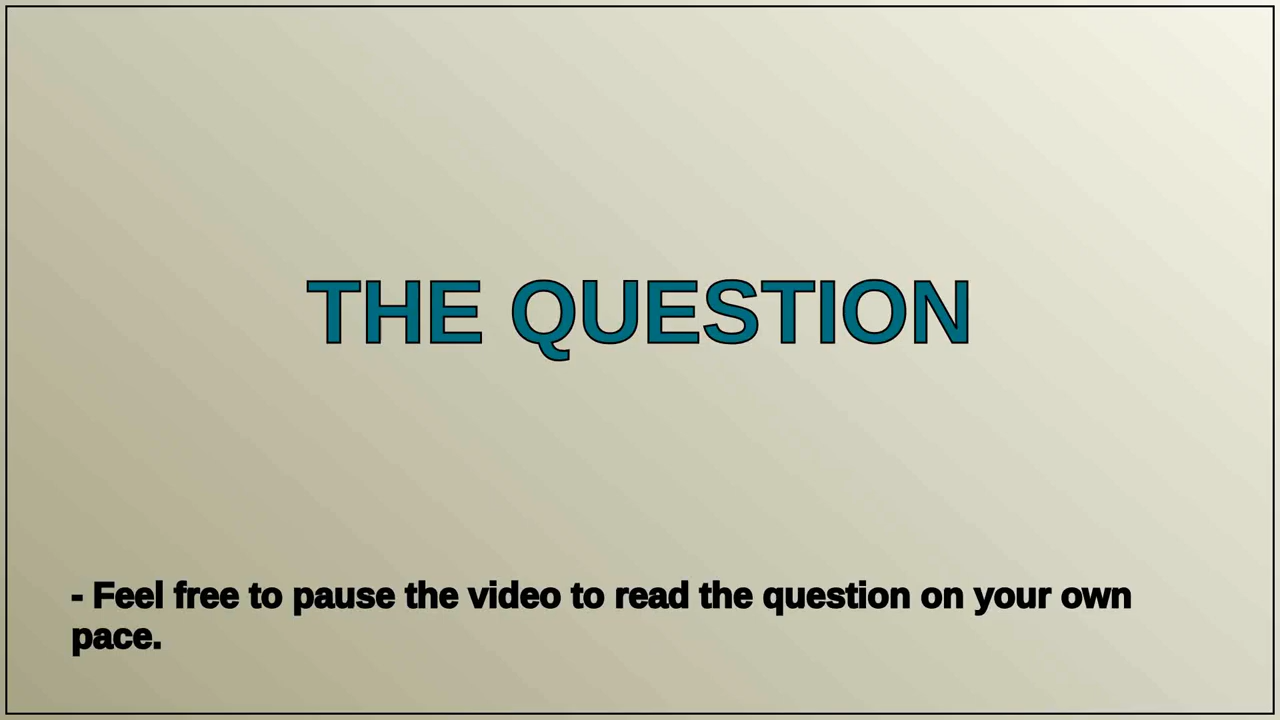 THE QUESTION
- Feel free to pause the video to read the question on your own
pace.